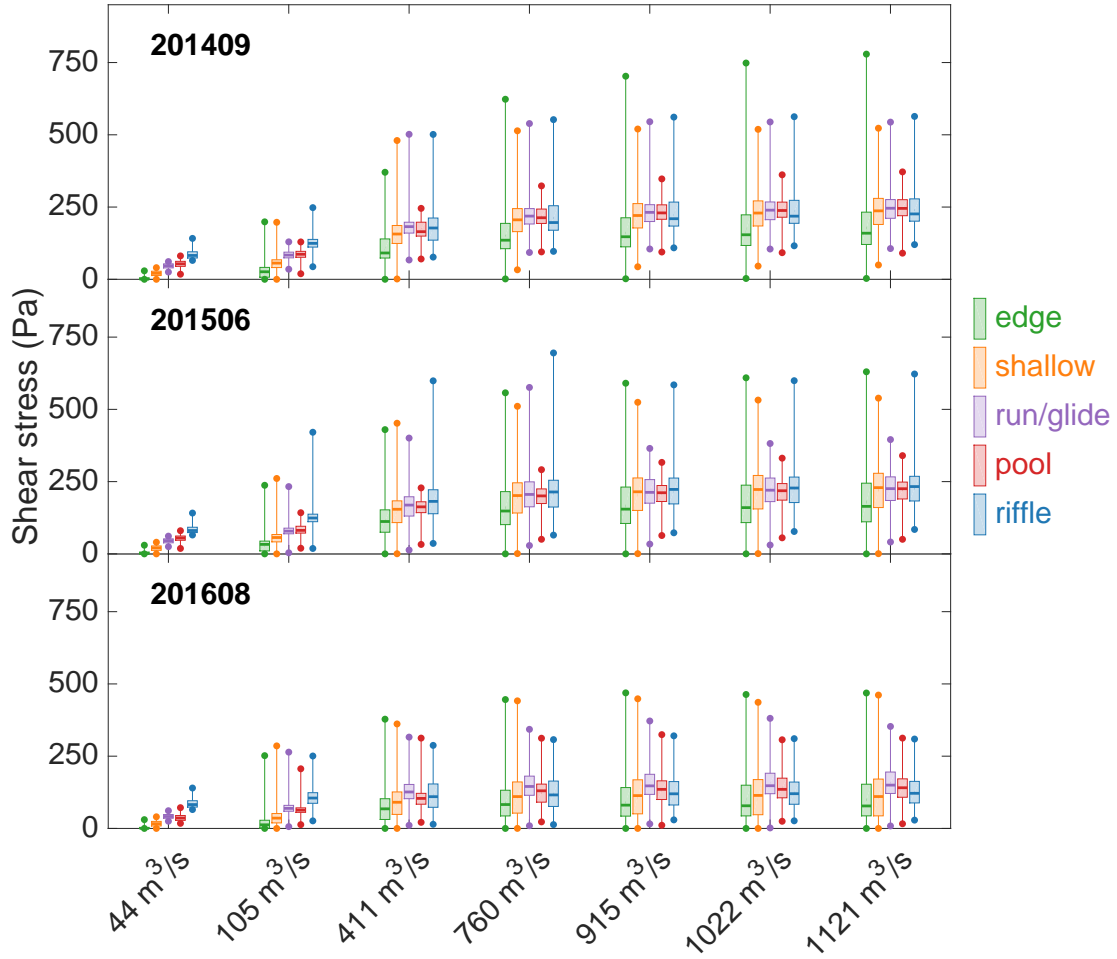 201409
750
500
250
0
201506
750
500
250
0
201608
750
500
250
0
Shear stress (Pa)
44 m³/s
105 m³/s
411 m³/s
760 m³/s
915 m³/s
1022 m³/s
1121 m³/s
edge
shallow
run/glide
pool
riffle